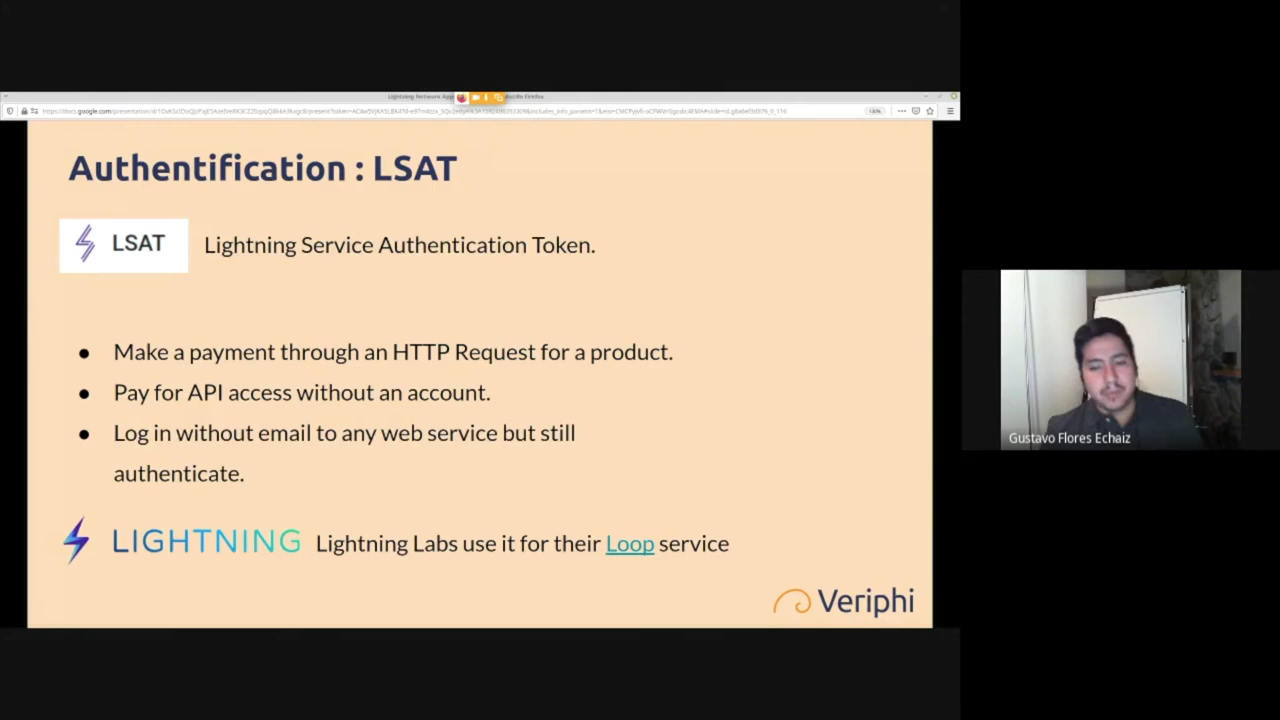 Authentification : LSAT
LSAT
Lightning Service Authentication Token.
● Make a payment through an HTTP Request for a product.
● Pay for API access without an account.
● Log in without email to any web service but still
authenticate.
LIGHTNING
Lightning Labs use it for their Loop service
Veriphi
Gustavo Flores Echaiz